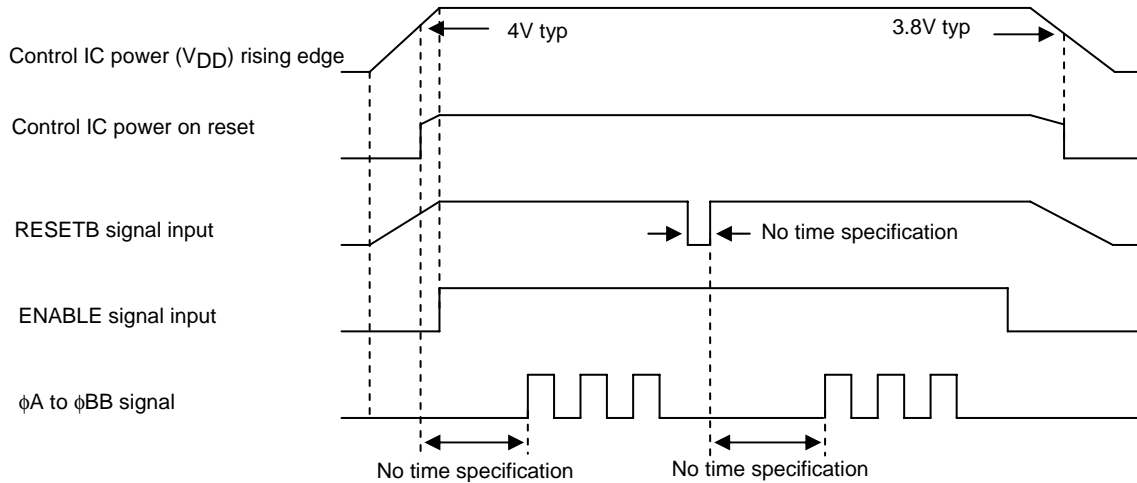 4V typ
3.8V typ
Control IC power (VDD) rising edge
Control IC power on reset
RESETB signal input
No time specification
ENABLE signal input
ϕA to ϕBB signal
No time specification
No time specification